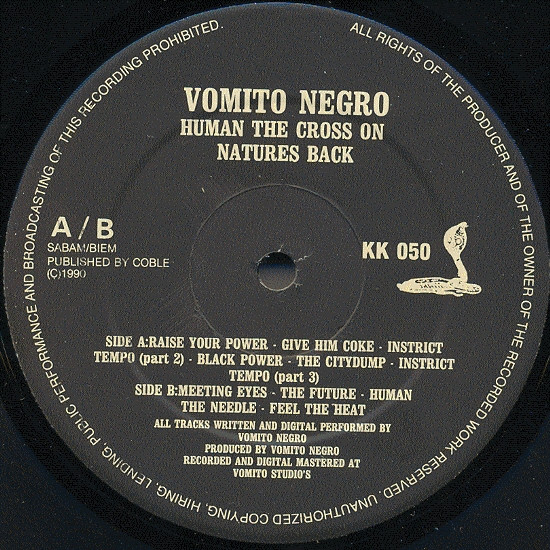 ALL RIGHTS OF THE PRODUCER AND OF THE OWNER OF THE RECORDED WORK RESERVED. UNAUTHORIZED COPYING, HIRING, LENDING, PUBLIC PERFORMANCE AND BROADCASTING OF THIS RECORDING PROHIBITED.
VOMITO NEGRO
HUMAN THE CROSS ON
NATURES BACK
A/B
SABAM/BIEM
PUBLISHED BY COBLE
(C)1990
KK 050
SIDE A:RAISE YOUR POWER - GIVE HIM COKE - INSTRICT
TEMPO (part 2) - BLACK POWER - THE CITYDUMP - INSTRICT
TEMPO (part 3)
SIDE B:MEETING EYES - THE FUTURE - HUMAN
THE NEEDLE - FEEL THE HEAT
ALL TRACKS WRITTEN AND DIGITAL PERFORMED BY
VOMITO NEGRO
PRODUCED BY VOMITO NEGRO
RECORDED AND DIGITAL MASTERED AT
VOMITO STUDIO'S